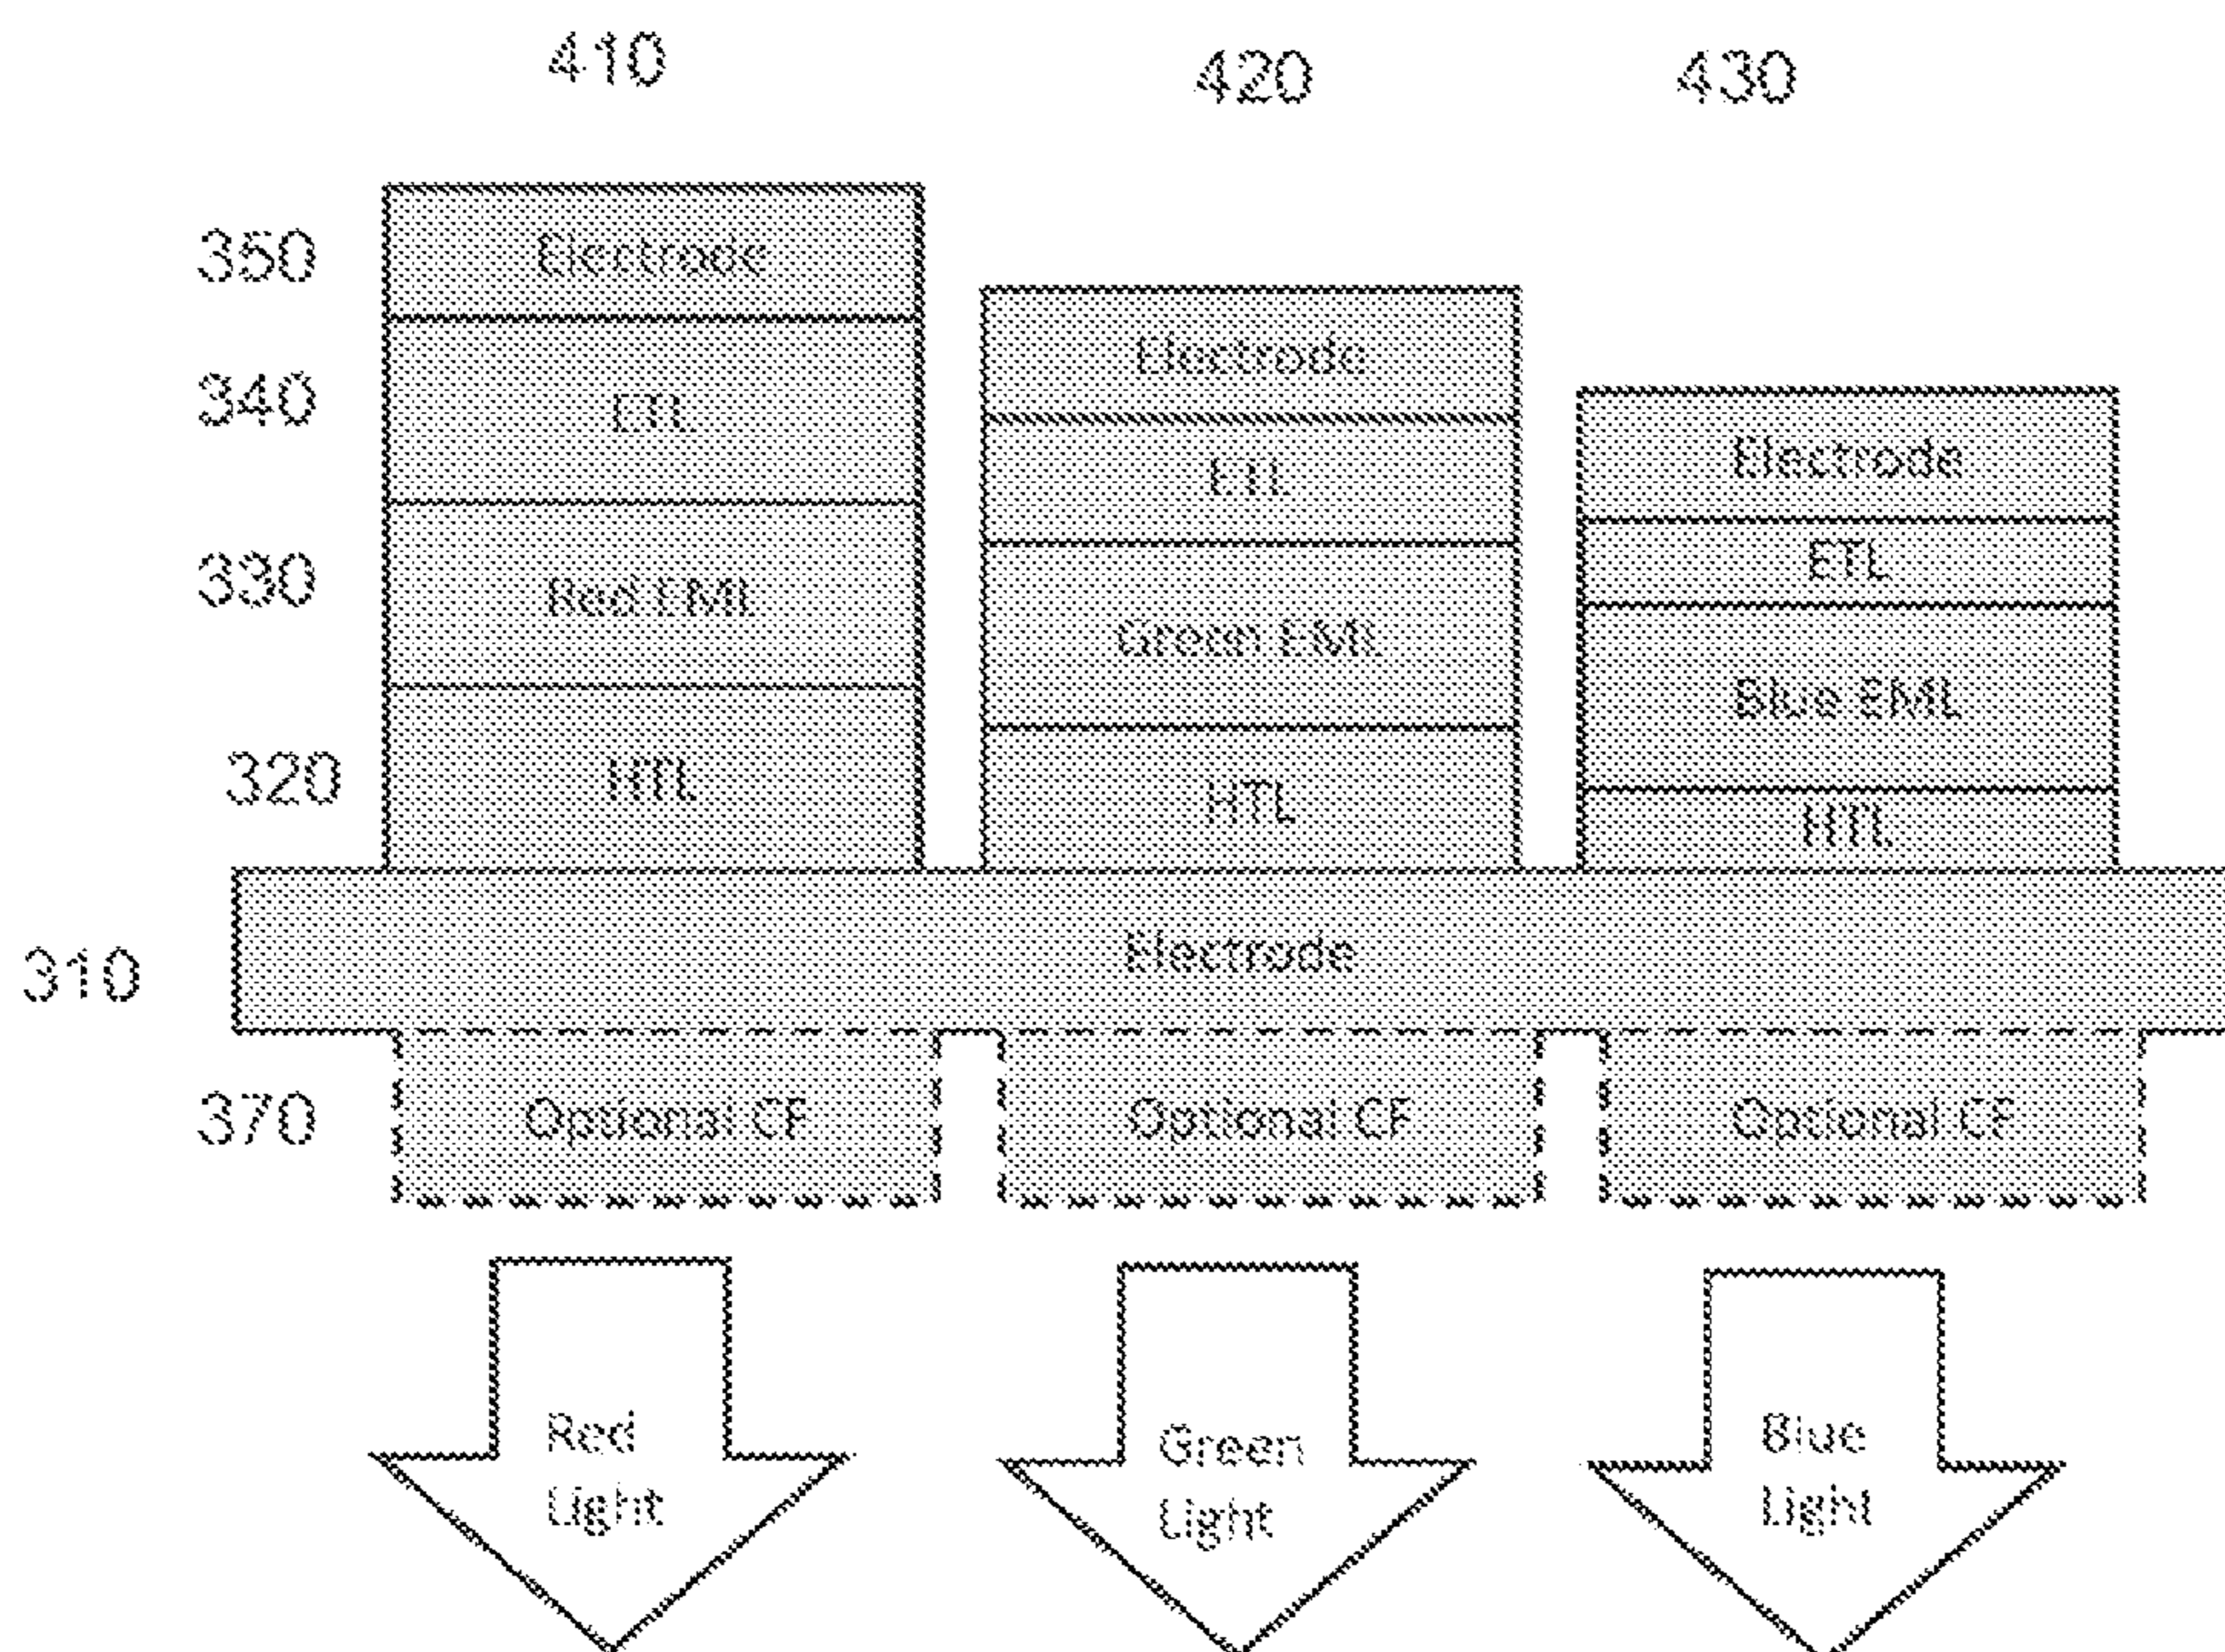 410
420
430
350
Electrode
Electrode
340
ETL
ETL
Electrode
330
Red EML
Green EML
ETL
Blue EML
320
HTL
HTL
HTL
310
Electrode
370
Optional CF
Optional CF
Optional CF
Red
Light
Green
Light
Blue
Light